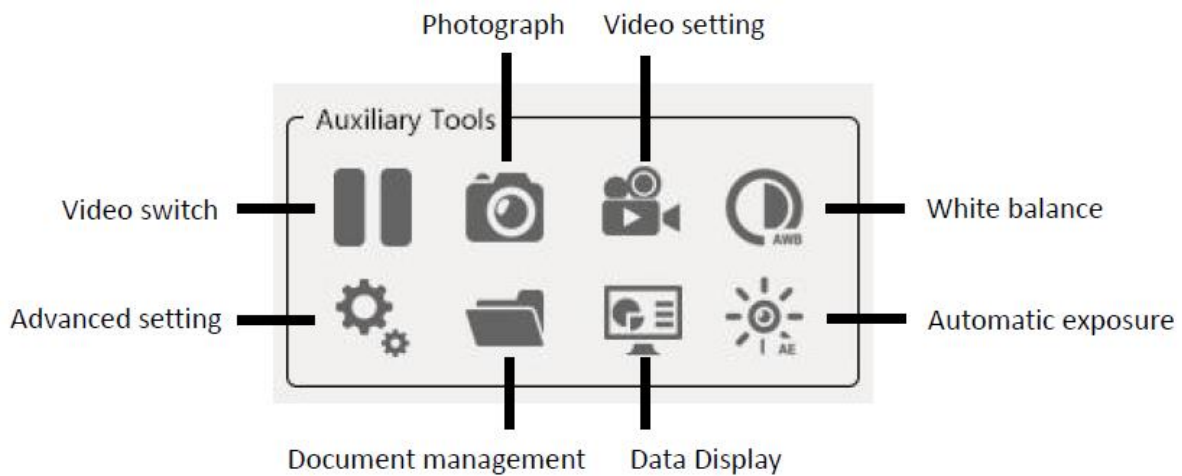 Photograph
Video setting
Auxiliary Tools
Video switch
White balance
AWB
Advanced setting
Automatic exposure
AE
Document management
Data Display